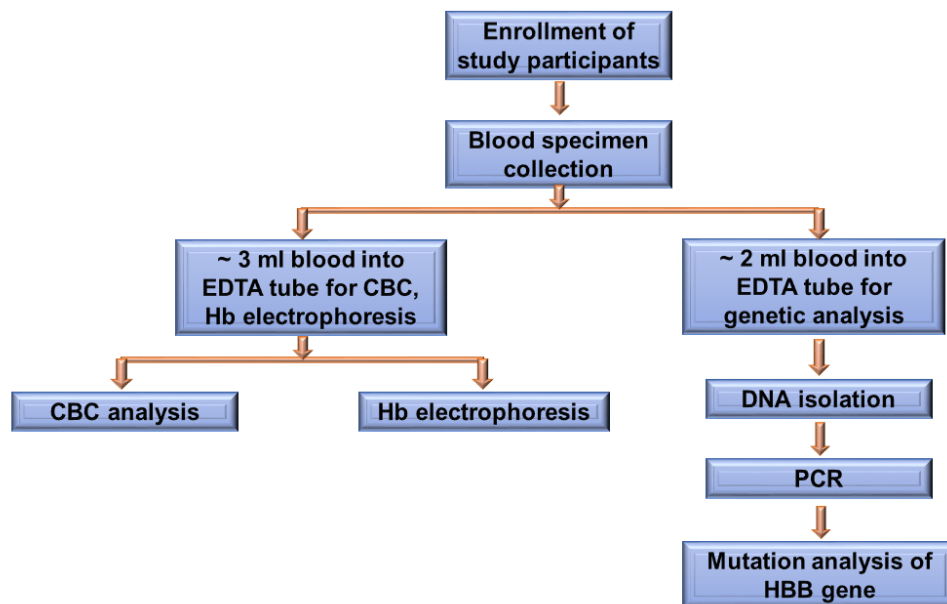 Enrollment of
study participants
Blood specimen
collection
~ 3 ml blood into
EDTA tube for CBC,
Hb electrophoresis
~ 2 ml blood into
EDTA tube for
genetic analysis
CBC analysis
Hb electrophoresis
DNA isolation
PCR
Mutation analysis of
HBB gene